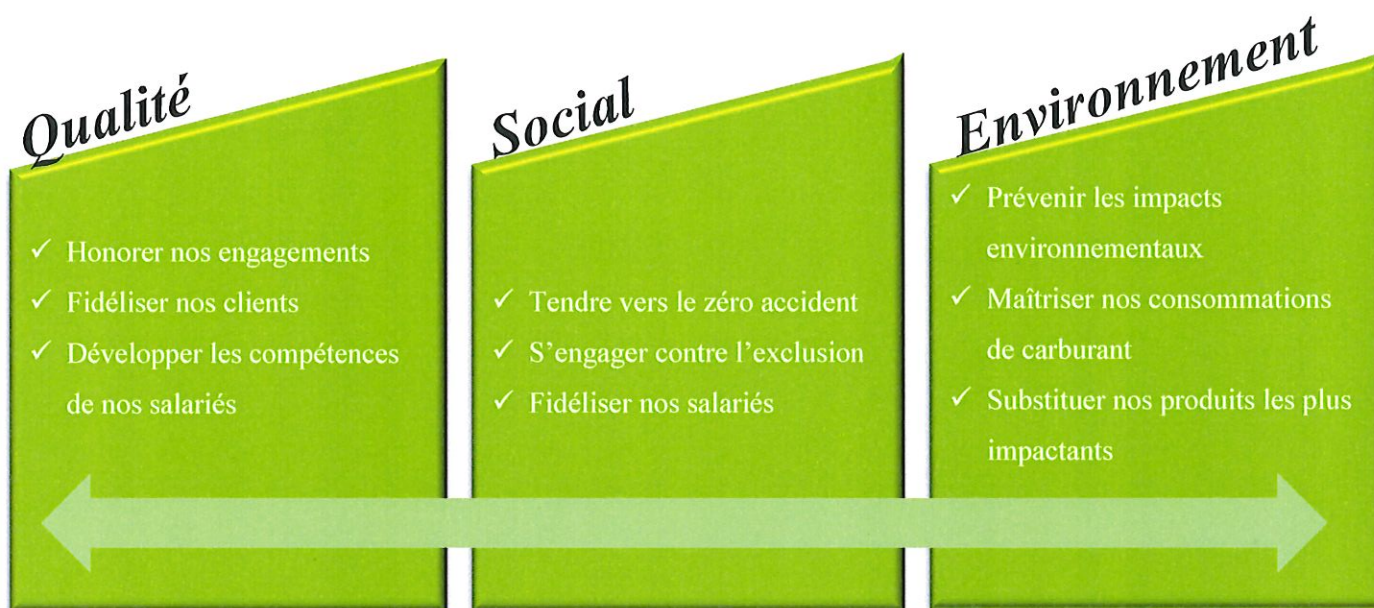 Qualité
✓ Honorer nos engagements
✓ Fidéliser nos clients
✓ Développer les compétences
de nos salariés
Social
✓ Tendre vers le zéro accident
✓ S’engager contre l’exclusion
✓ Fidéliser nos salariés
Environnement
✓ Prévenir les impacts
environnementaux
✓ Maîtriser nos consommations
de carburant
✓ Substituer nos produits les plus
impactants